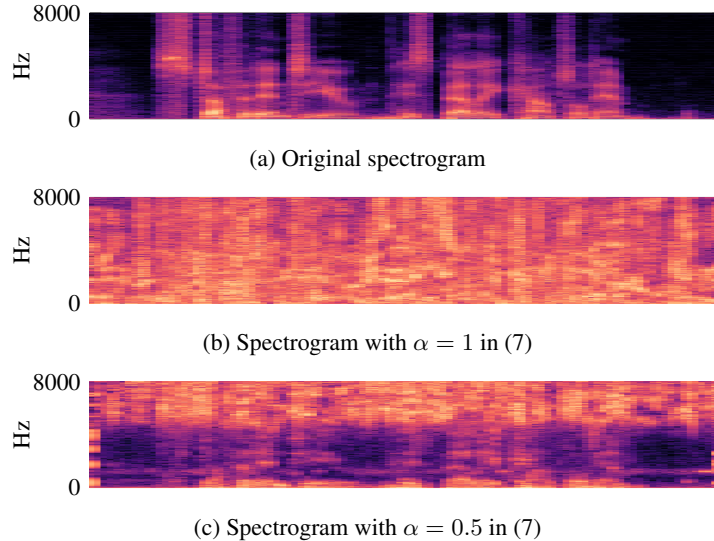 8000
Hz
0
(a) Original spectrogram
8000
Hz
0
(b) Spectrogram with α = 1 in (7)
8000
Hz
0
(c) Spectrogram with α = 0.5 in (7)